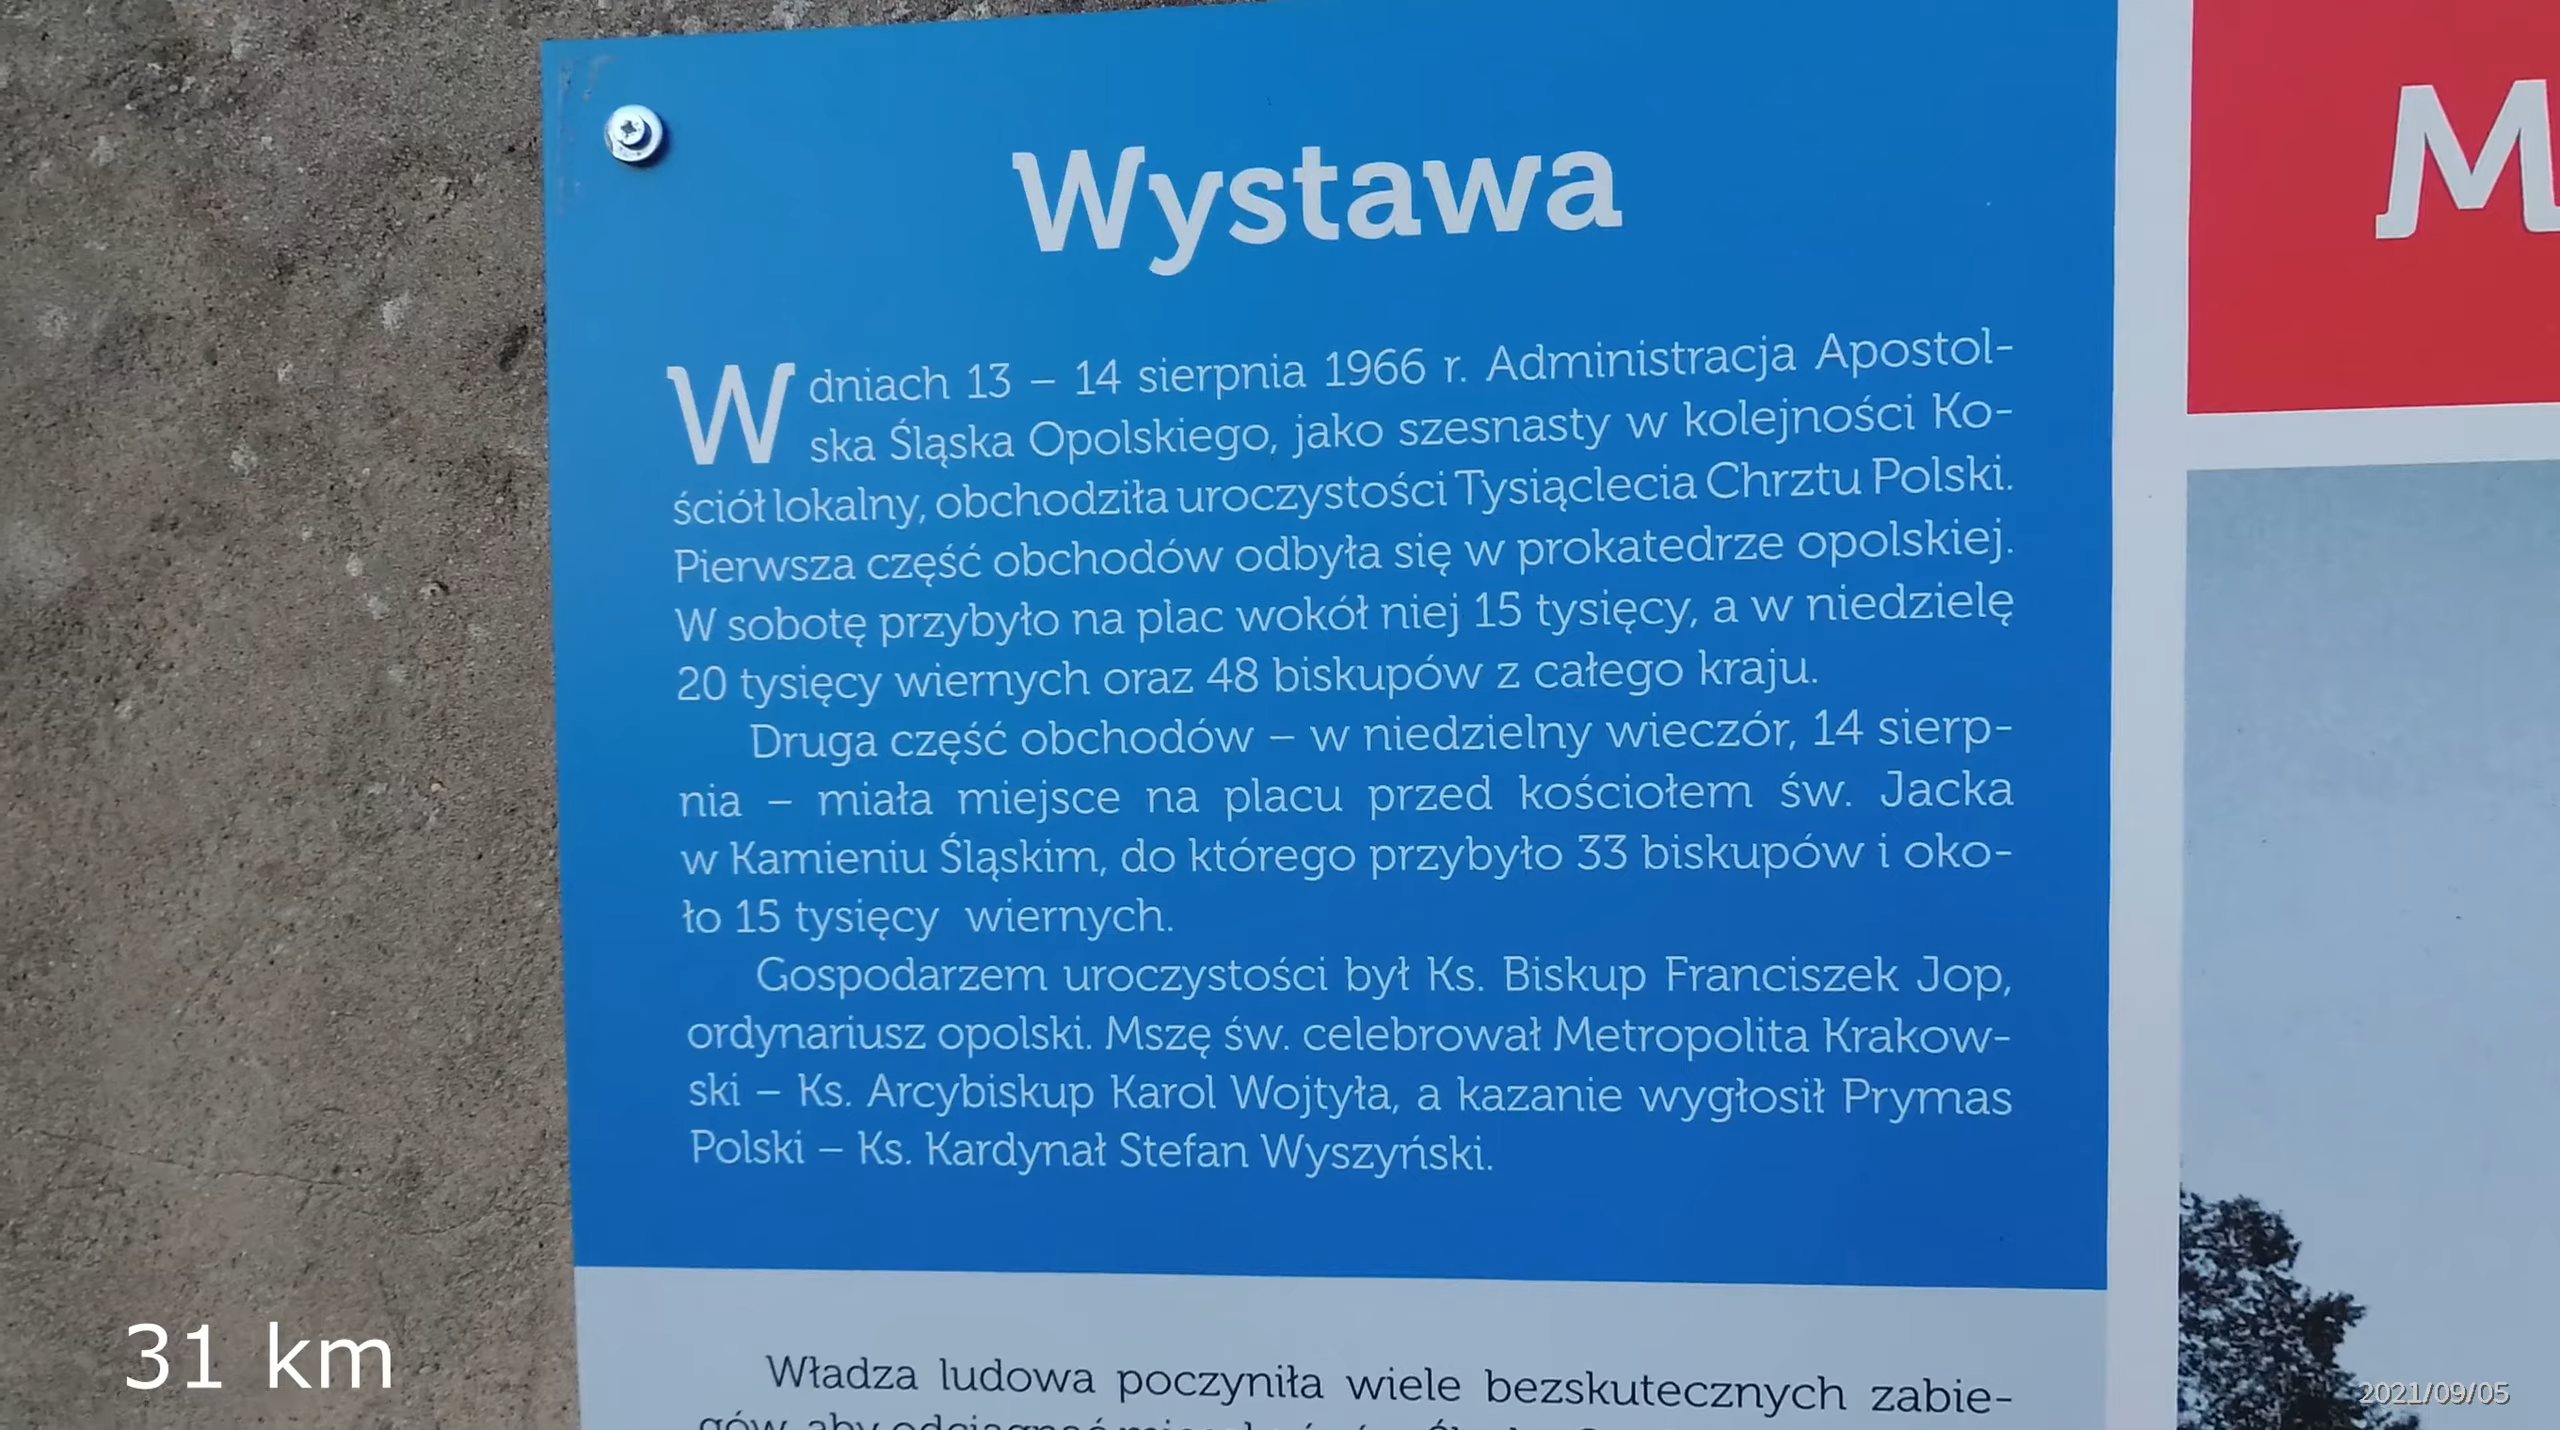 Wystawa
W dniach 13 – 14 sierpnia 1966 r. Administracja Apostol-
ska Śląska Opolskiego, jako szesnasty w kolejności Ko-
ściół lokalny, obchodziła uroczystości Tysiąclecia Chrztu Polski.
Pierwsza część obchodów odbyła się w prokatedrze opolskiej.
W sobotę przybyło na plac wokół niej 15 tysięcy, a w niedzielę
20 tysięcy wiernych oraz 48 biskupów z całego kraju.
Druga część obchodów – w niedzielny wieczór, 14 sierp-
nia – miała miejsce na placu przed kościołem św. Jacka
w Kamieniu Śląskim, do którego przybyło 33 biskupów i oko-
ło 15 tysięcy wiernych.
Gospodarzem uroczystości był Ks. Biskup Franciszek Jop,
ordynariusz opolski. Mszę św. celebrował Metropolita Krakow-
ski – Ks. Arcybiskup Karol Wojtyła, a kazanie wygłosił Prymas
Polski – Ks. Kardynał Stefan Wyszyński.
Władza ludowa poczyniła wiele bezskutecznych zabie-
gów, aby
M
31 km
2021/09/05